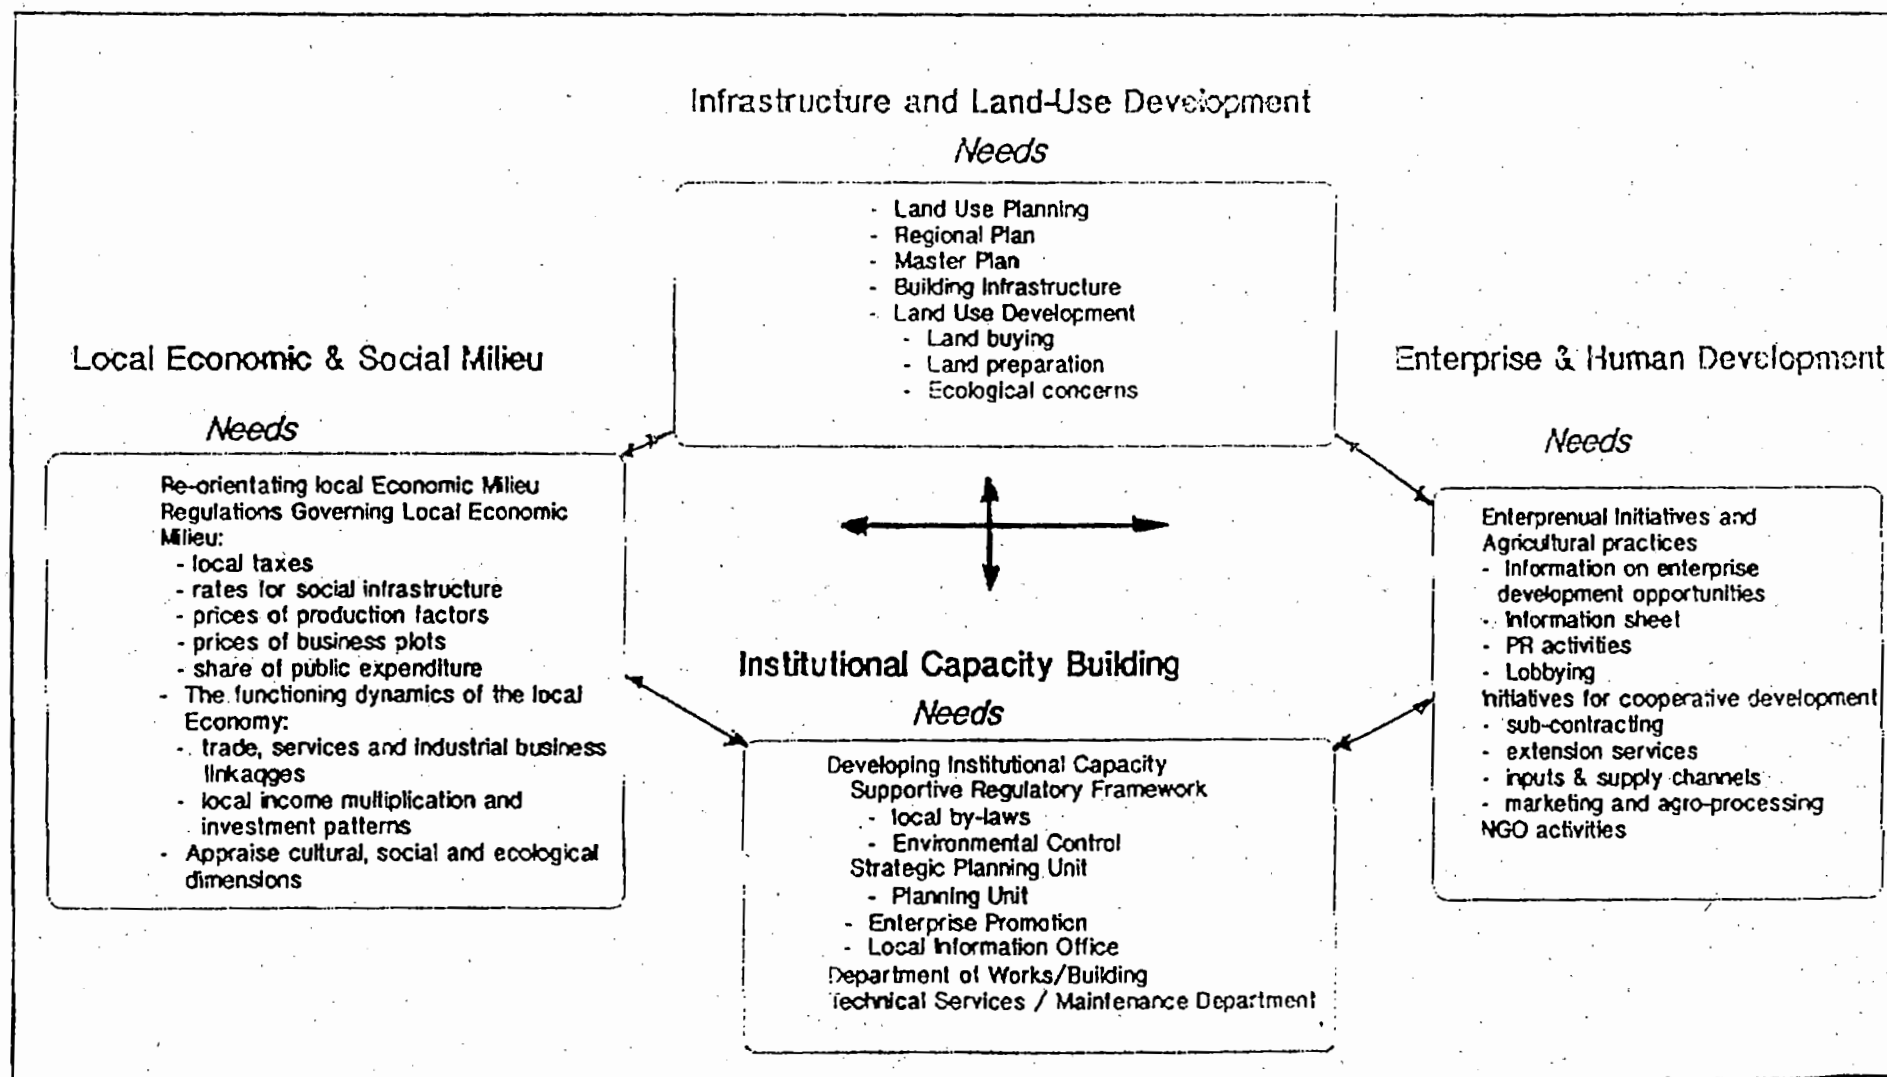 Infrastructure and Land-Use Development
Needs
- Land Use Planning
- Regional Plan
- Master Plan
- Building Infrastructure
- Land Use Development
- Land buying
- Land preparation
- Ecological concerns
Local Economic & Social Milieu
Needs
Re-orientating local Economic Milieu
Regulations Governing Local Economic
Milieu:
- local taxes
- rates for social infrastructure
- prices of production factors
- prices of business plots
- share of public expenditure
- The functioning dynamics of the local
Economy:
- trade, services and industrial business
linkaqges
- local income multiplication and
investment patterns
- Appraise cultural, social and ecological
dimensions
Enterprise & Human Development
Needs
Enterprenual Initiatives and
Agricultural practices
- Information on enterprise
development opportunities
- Information sheet
- PR activities
- Lobbying
Initiatives for cooperative development
- sub-contracting
- extension services
- inputs & supply channels
- marketing and agro-processing
NGO activities
Institutional Capacity Building
Needs
Developing Institutional Capacity
Supportive Regulatory Framework
- local by-laws
- Environmental Control
Strategic Planning Unit
- Planning Unit
- Enterprise Promotion
- Local Information Office
Department of Works/Building
Technical Services / Maintenance Department